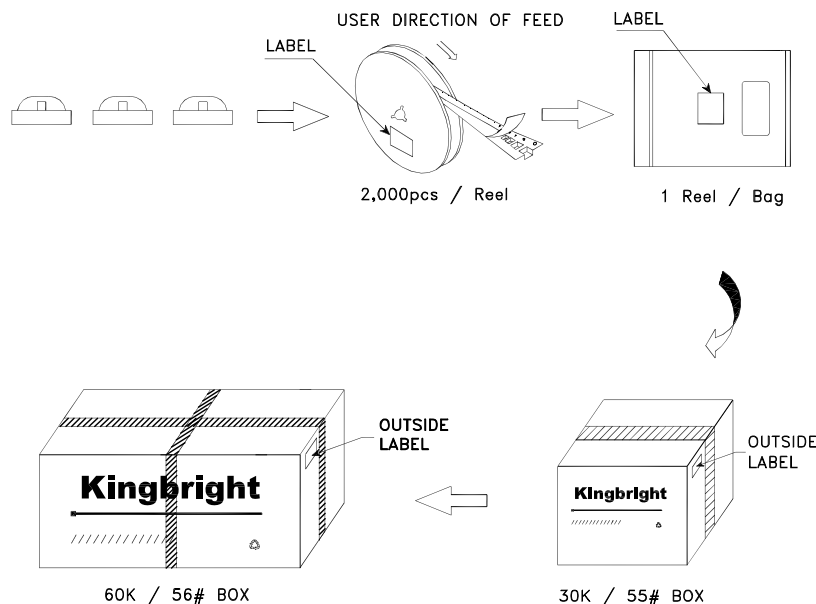 USER DIRECTION OF FEED
LABEL
LABEL
2,000pcs / Reel
1 Reel / Bag
OUTSIDE
LABEL
Kingbright
60K / 56# BOX
OUTSIDE
LABEL
Kingbright
30K / 55# BOX